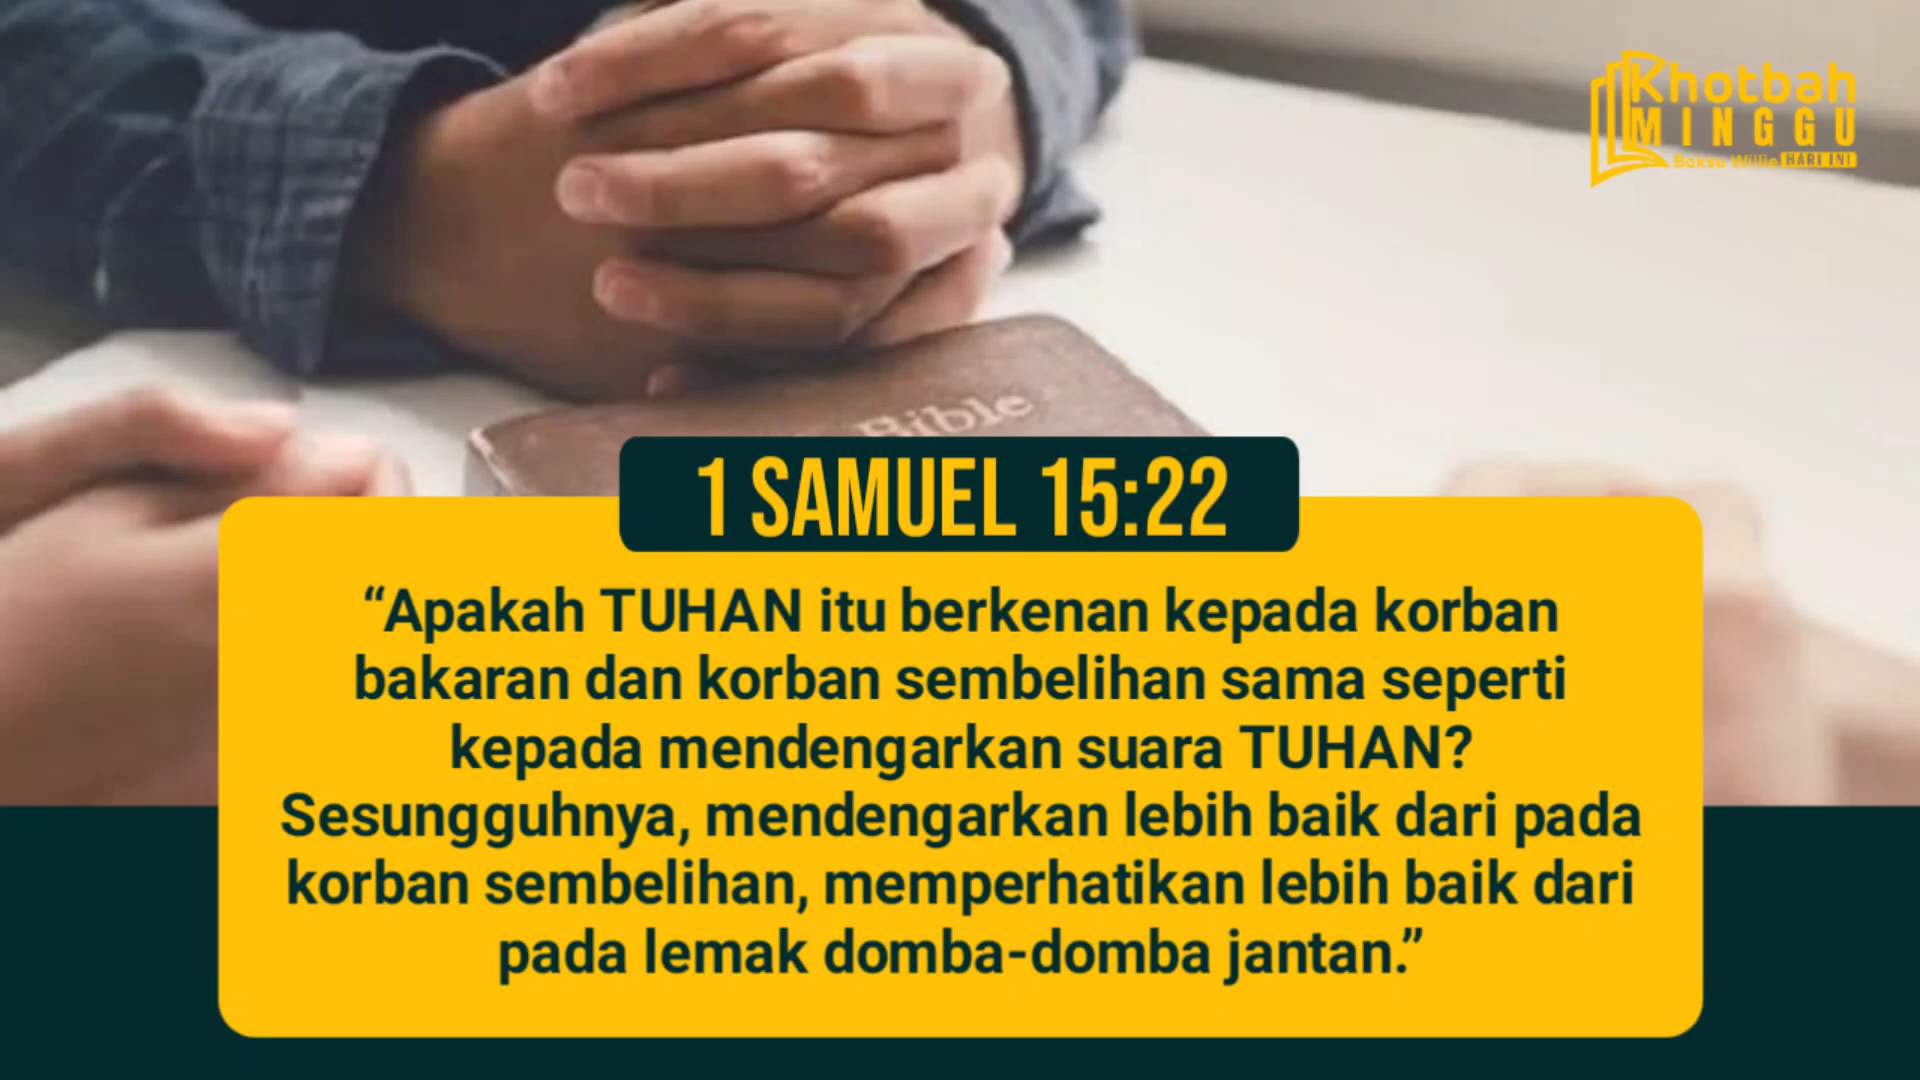 Khotbah
MINGGU
Boksu Willie HARI INI
Bible
1 SAMUEL 15:22
“Apakah TUHAN itu berkenan kepada korban
bakaran dan korban sembelihan sama seperti
kepada mendengarkan suara TUHAN?
Sesungguhnya, mendengarkan lebih baik dari pada
korban sembelihan, memperhatikan lebih baik dari
pada lemak domba-domba jantan.”